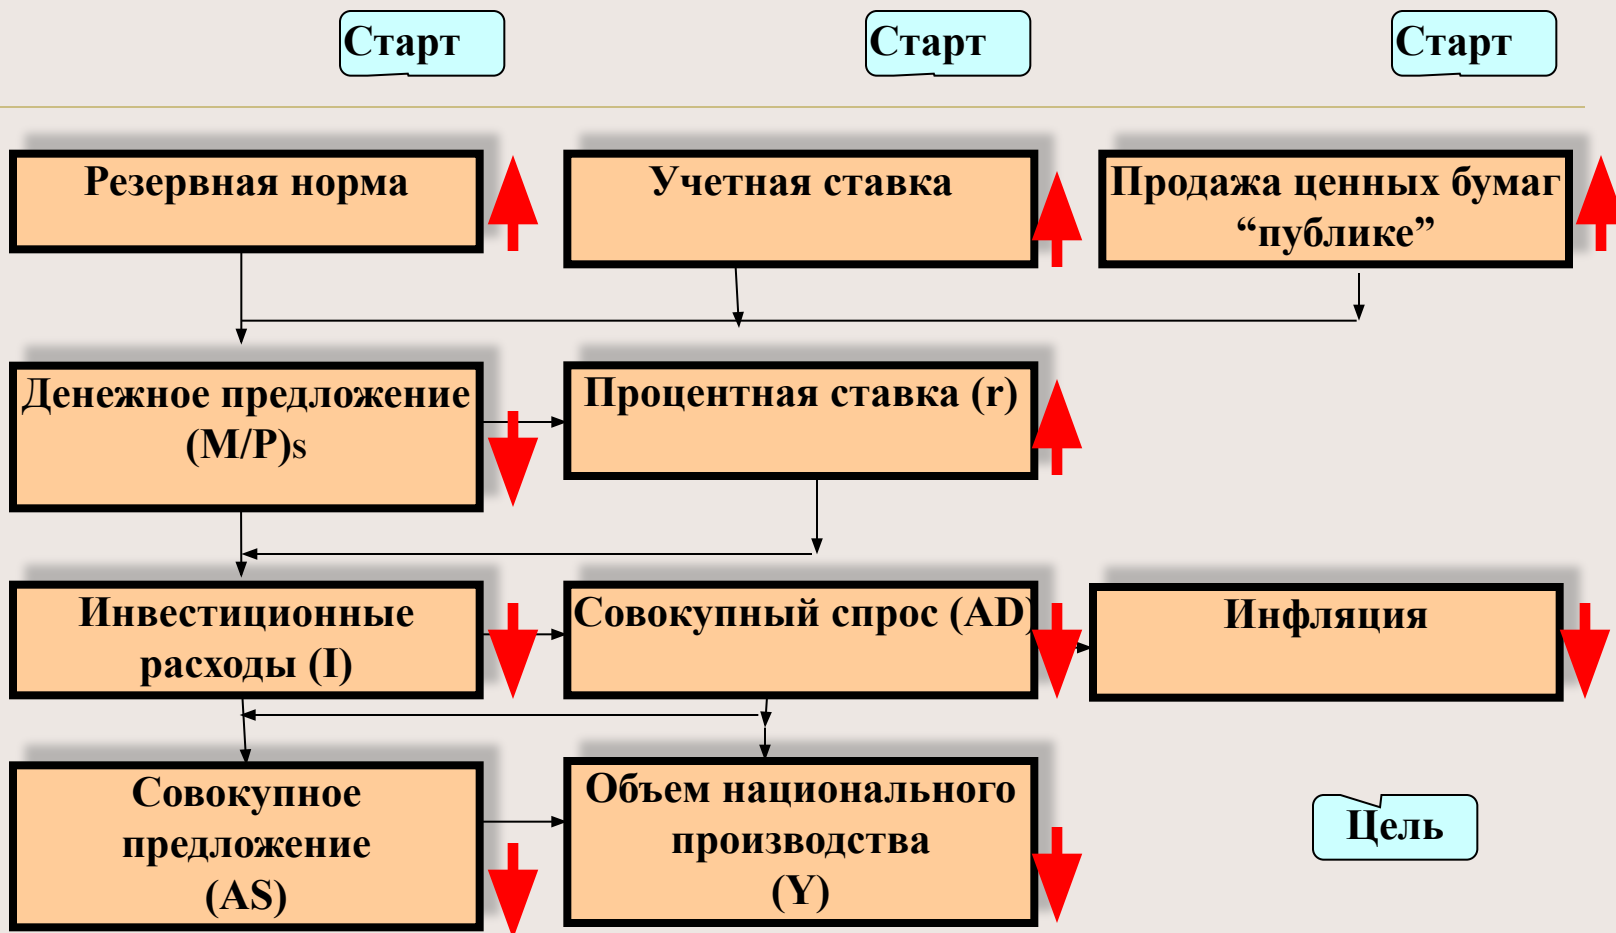 Старт
Старт
Старт
Резервная норма
Учетная ставка
Продажа ценных бумаг
“публике”
Денежное предложение
(M/P)s
Процентная ставка (r)
Инвестиционные
расходы (I)
Совокупный спрос (AD)
Инфляция
Совокупное
предложение
(AS)
Объем национального
производства
(Y)
Цель